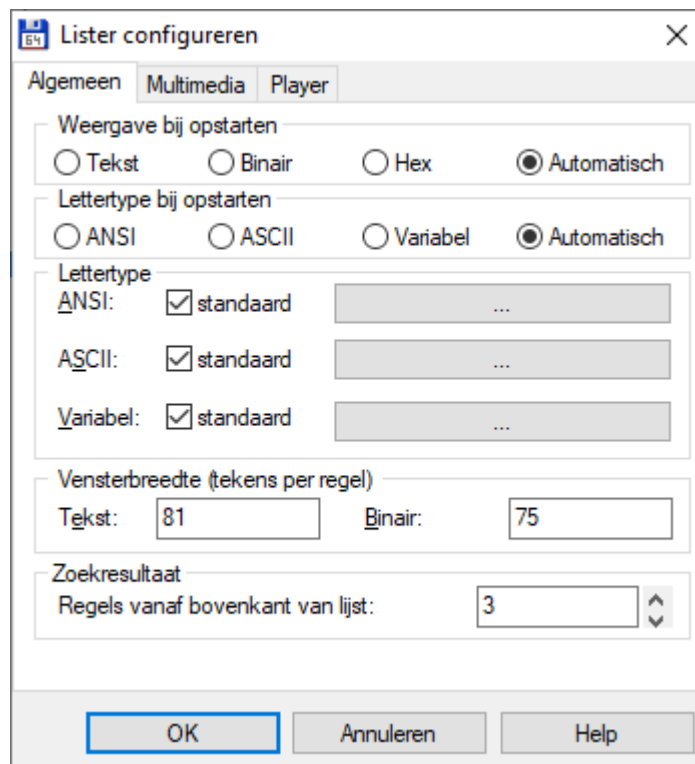 64 Lister configureren
Algemeen Multimedia Player
Weergave bij opstarten
Tekst Binair Hex Automatisch
Lettertype bij opstarten
ANSI ASCII Variabel Automatisch
Lettertype
ANSI: standaard ...
ASCII: standaard ...
Variabel: standaard ...
Vensterbreedte (tekens per regel)
Tekst: 81 Binair: 75
Zoekresultaat
Regels vanaf bovenkant van lijst: 3
OK Annuleren Help